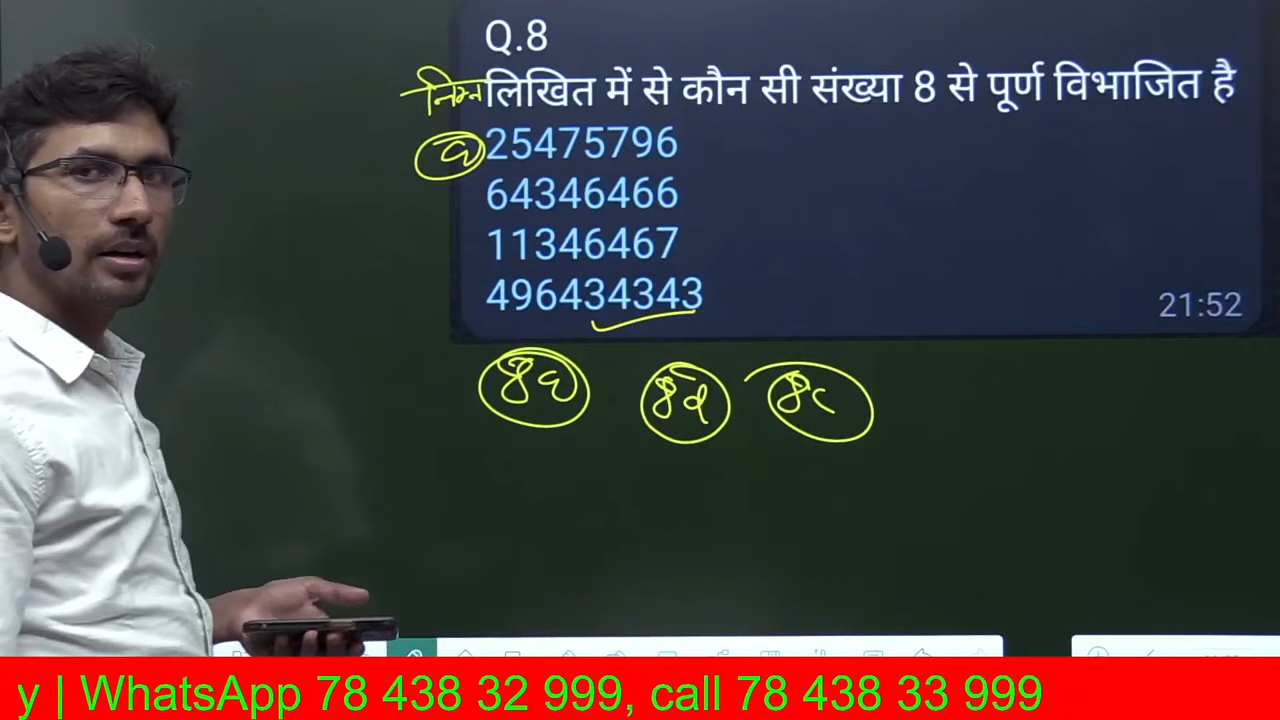 Q.8
निम्नलिखित में से कौन सी संख्या 8 से पूर्ण विभाजित है
25475796
64346466
11346467
496434343
21:52
y | WhatsApp 78 438 32 999, call 78 438 33 999